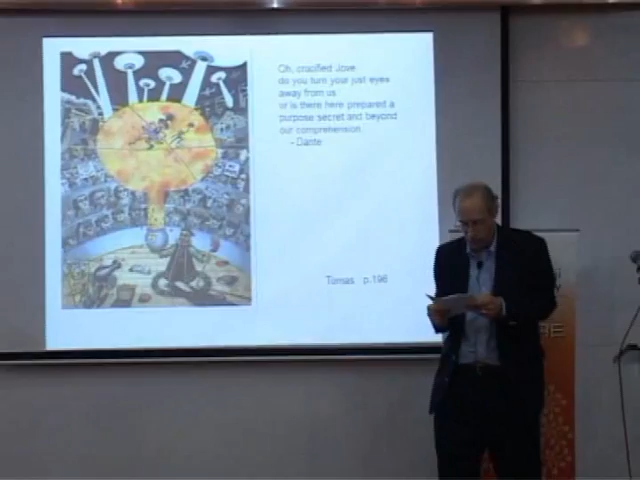 Oh, crucified Jove
do you turn your just eyes
away from us
or is there here prepared a
purpose secret and beyond
our comprehension
- Dante
Tomas p.196